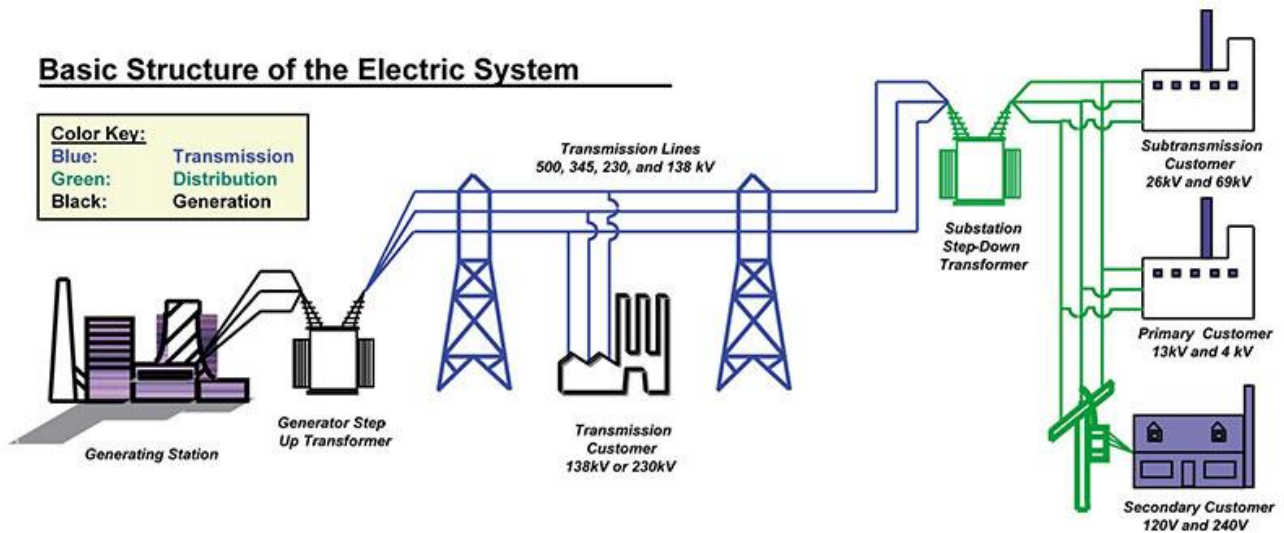 Basic Structure of the Electric System
Color Key:
Blue: Transmission
Green: Distribution
Black: Generation
Transmission Lines
500, 345, 230, and 138 kV
Generating Station
Generator Step
Up Transformer
Transmission
Customer
138kV or 230kV
Substation
Step-Down
Transformer
Subtransmission
Customer
26kV and 69kV
Primary Customer
13kV and 4 kV
Secondary Customer
120V and 240V